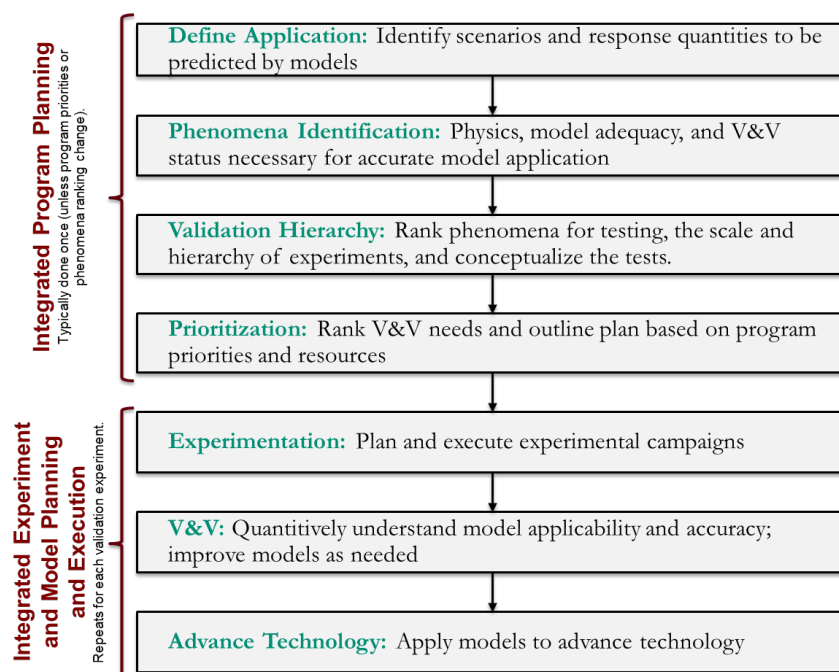 Integrated Program Planning
Typically done once (unless program priorities or
phenomena ranking change).
Define Application: Identify scenarios and response quantities to be
predicted by models
Phenomena Identification: Physics, model adequacy, and V&V
status necessary for accurate model application
Validation Hierarchy: Rank phenomena for testing, the scale and
hierarchy of experiments, and conceptualize the tests.
Prioritization: Rank V&V needs and outline plan based on program
priorities and resources
Integrated Experiment
and Model Planning
and Execution
Repeats for each validation experiment.
Experimentation: Plan and execute experimental campaigns
V&V: Quantitively understand model applicability and accuracy;
improve models as needed
Advance Technology: Apply models to advance technology